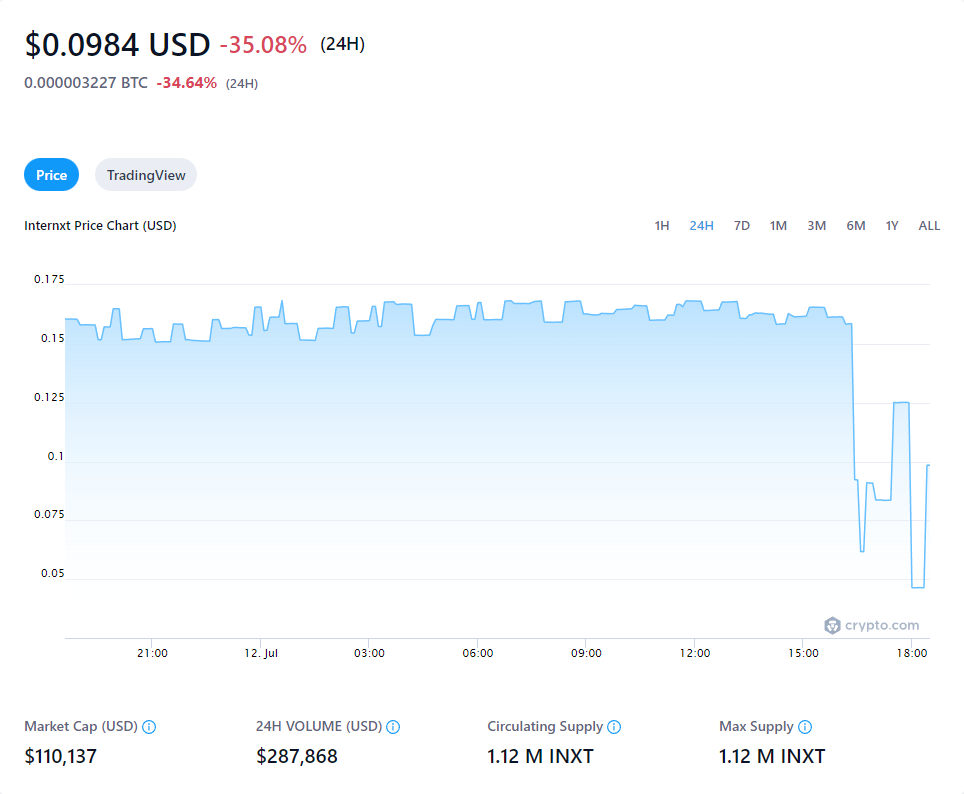 $0.0984 USD -35.08% (24H)
0.000003227 BTC -34.64% (24H)
Price TradingView
Internxt Price Chart (USD) 1H 24H 7D 1M 3M 6M 1Y ALL
0.175
0.15
0.125
0.1
0.075
0.05
crypto.com
21:00 12. Jul 03:00 06:00 09:00 12:00 15:00 18:00
Market Cap (USD) 24H VOLUME (USD) Circulating Supply Max Supply
$110,137 $287,868 1.12 M INXT 1.12 M INXT